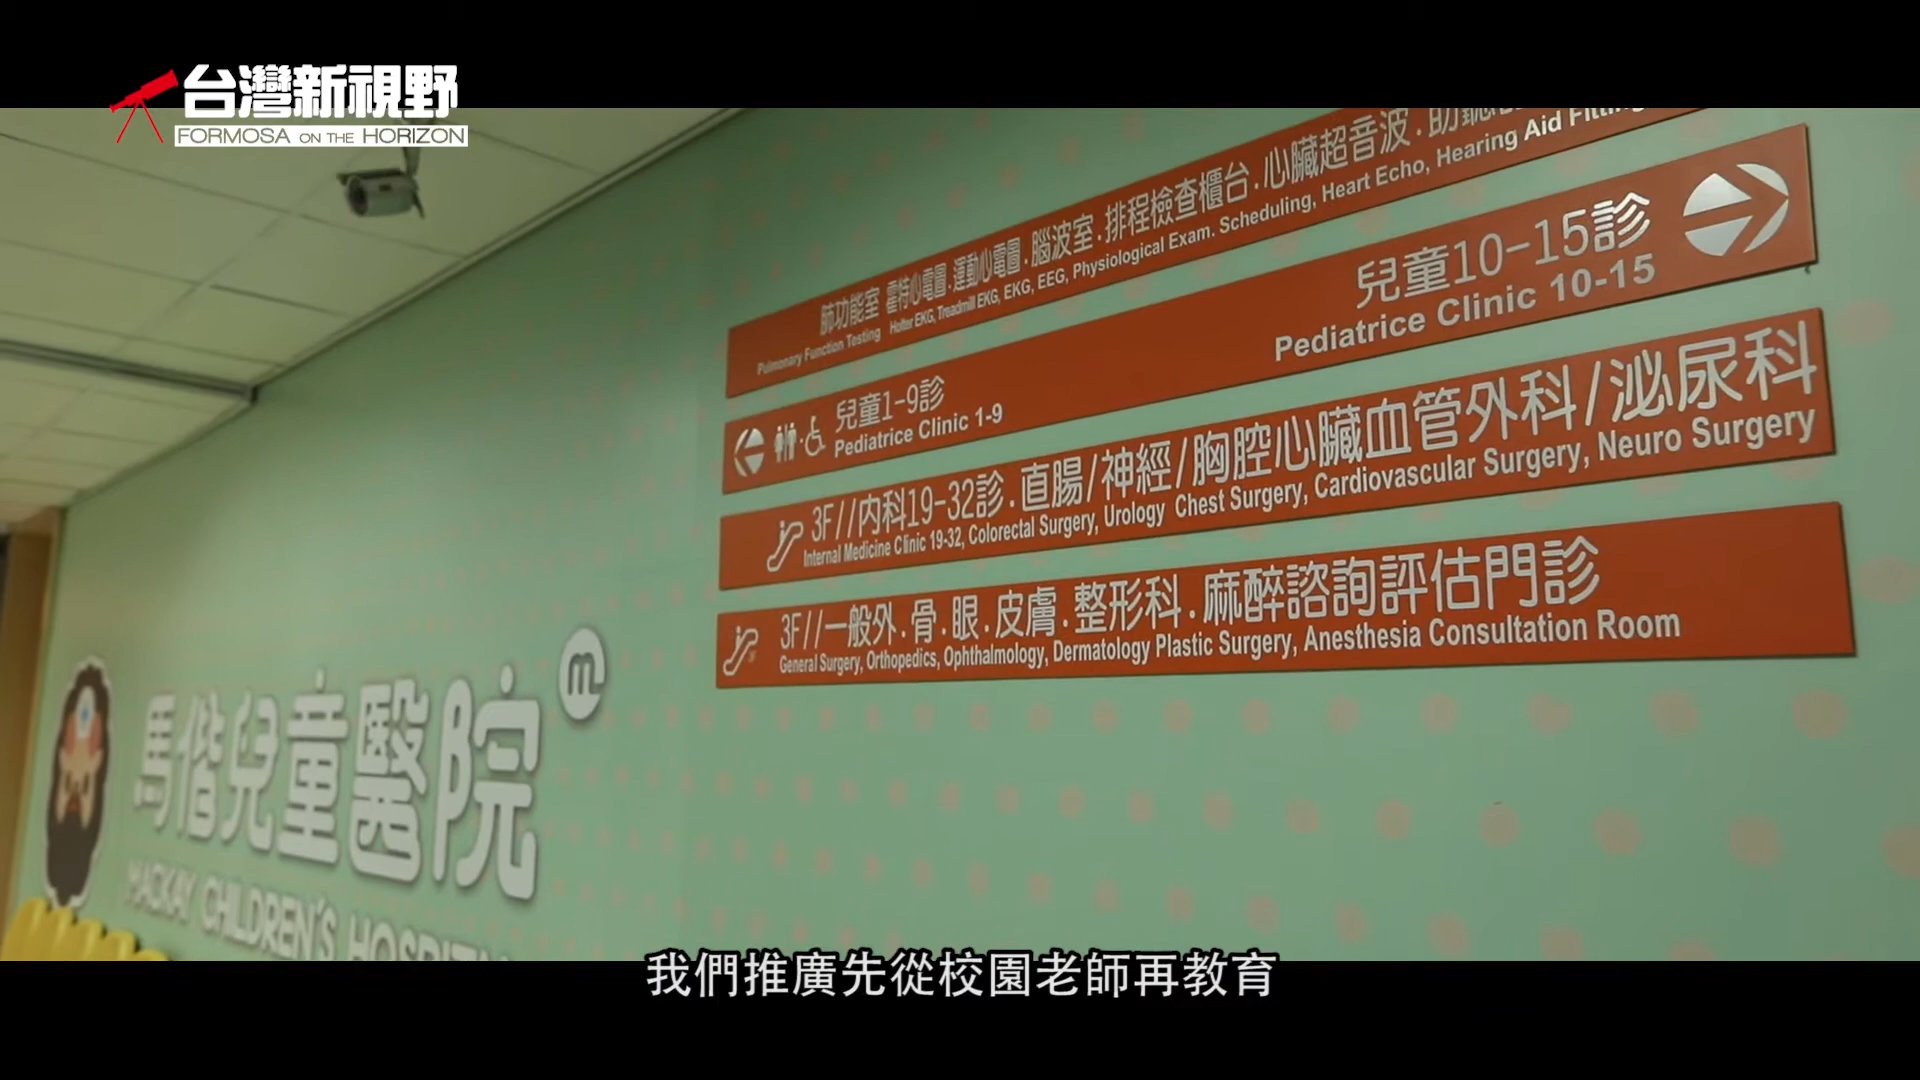 台灣新視野
FORMOSA ON THE HORIZON
肺功能室 霍特心電圖.運動心電圖.腦波室.排程檢查櫃台.心臟超音波.助聽
Pulmonary Function Testing Holter EKG, Treadmill EKG, EKG, EEG, Physiological Exam. Scheduling, Heart Echo, Hearing Aid Fitting
兒童10-15診
Pediatrice Clinic 10-15
兒童1-9診
Pediatrice Clinic 1-9
3F//內科19-32診.直腸/神經/胸腔心臟血管外科/泌尿科
Internal Medicine Clinic 19-32, Colorectal Surgery, Urology Chest Surgery, Cardiovascular Surgery, Neuro Surgery
3F//一般外.骨.眼.皮膚.整形科.麻醉諮詢評估門診
General Surgery, Orthopedics, Ophthalmology, Dermatology Plastic Surgery, Anesthesia Consultation Room
馬偕兒童醫院 m
MACKAY CHILDREN'S HOSPITAL
我們推廣先從校園老師再教育